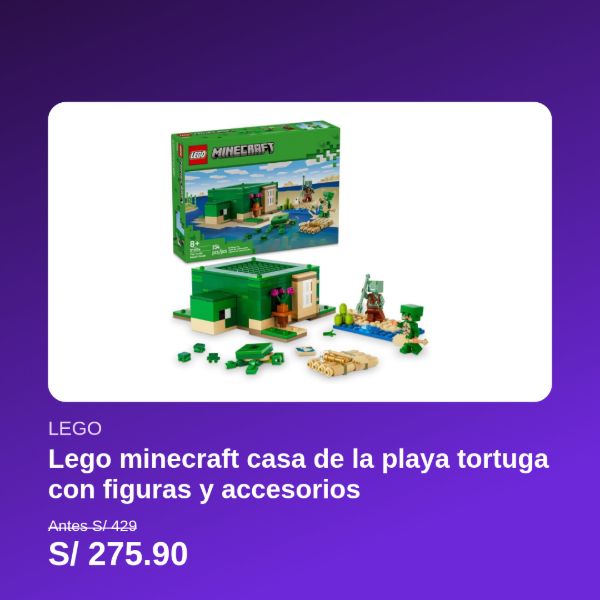 LEGO
MINECRAFT
8+
LEGO
Lego minecraft casa de la playa tortuga
con figuras y accesorios
Antes S/ 429
S/ 275.90